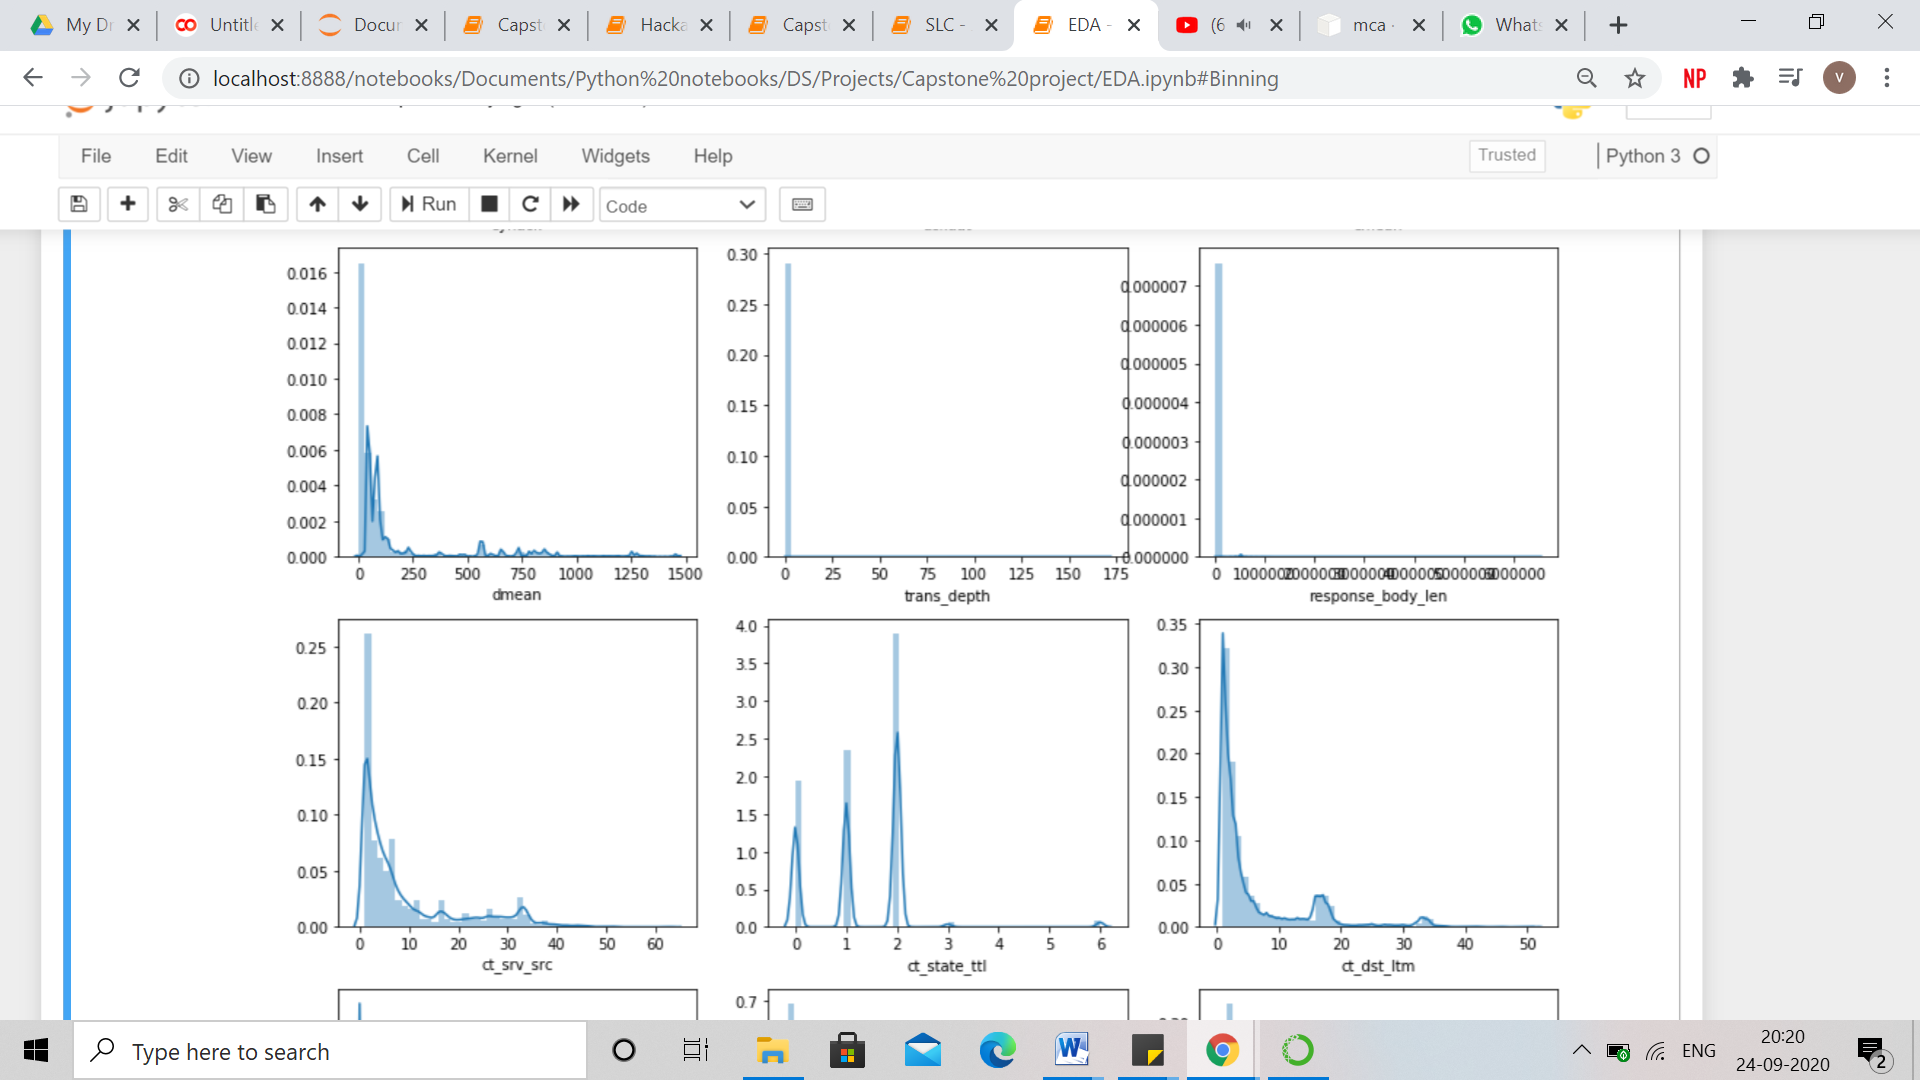 My Dr
Untitle
Docur
Capst
Hacka
Capst
SLC -
EDA -
(6
mca ·
Whats
localhost:8888/notebooks/Documents/Python%20notebooks/DS/Projects/Capstone%20project/EDA.ipynb#Binning
NP
V
File Edit View Insert Cell Kernel Widgets Help
Trusted
Python 3
Run
Code
0.016
0.014
0.012
0.010
0.008
0.006
0.004
0.002
0.000
0 250 500 750 1000 1250 1500
dmean
0.30
0.25
0.20
0.15
0.10
0.05
0.00
0 25 50 75 100 125 150 175
trans_depth
0.000007
0.000006
0.000005
0.000004
0.000003
0.000002
0.000001
0.000000
0 1000000 2000000 3000000 4000000 5000000 6000000
response_body_len
0.25
0.20
0.15
0.10
0.05
0.00
0 10 20 30 40 50 60
ct_srv_src
4.0
3.5
3.0
2.5
2.0
1.5
1.0
0.5
0.0
0 1 2 3 4 5 6
ct_state_ttl
0.35
0.30
0.25
0.20
0.15
0.10
0.05
0.00
0 10 20 30 40 50
ct_dst_ltm
0.7
Type here to search
ENG
20:20
24-09-2020
2